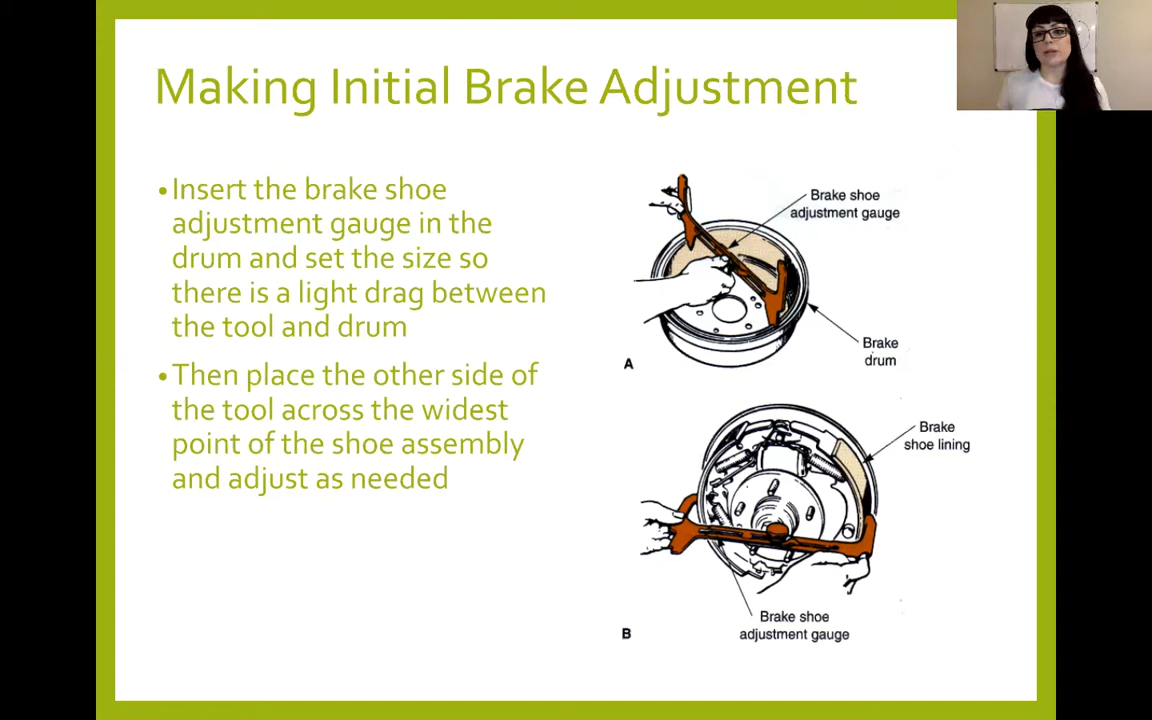 Making Initial Brake Adjustment
•Insert the brake shoe
adjustment gauge in the
drum and set the size so
there is a light drag between
the tool and drum
•Then place the other side of
the tool across the widest
point of the shoe assembly
and adjust as needed
Brake shoe
adjustment gauge
Brake
drum
A
Brake
shoe lining
Brake shoe
adjustment gauge
B